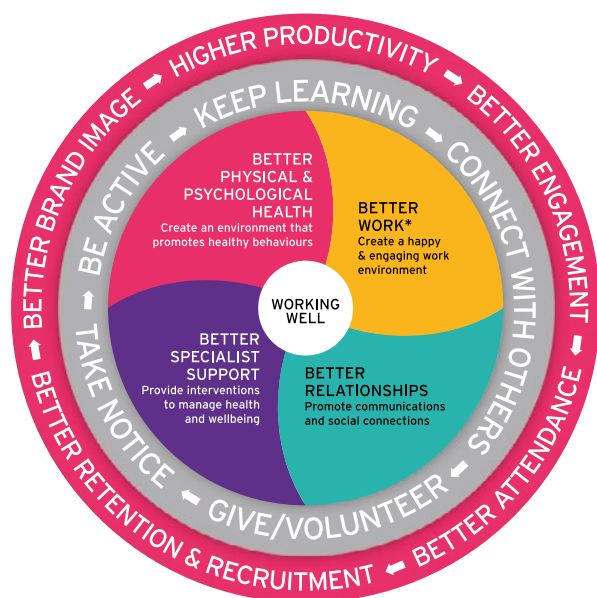 HIGHER PRODUCTIVITY
BETTER ENGAGEMENT
BETTER ATTENDANCE
BETTER RETENTION & RECRUITMENT
BETTER BRAND IMAGE
KEEP LEARNING
CONNECT WITH OTHERS
GIVE/VOLUNTEER
TAKE NOTICE
BE ACTIVE
BETTER
PHYSICAL &
PSYCHOLOGICAL
HEALTH
Create an environment that
promotes healthy behaviours
BETTER
WORK*
Create a happy
& engaging work
environment
WORKING
WELL
BETTER
SPECIALIST
SUPPORT
Provide interventions
to manage health
and wellbeing
BETTER
RELATIONSHIPS
Promote communications
and social connections